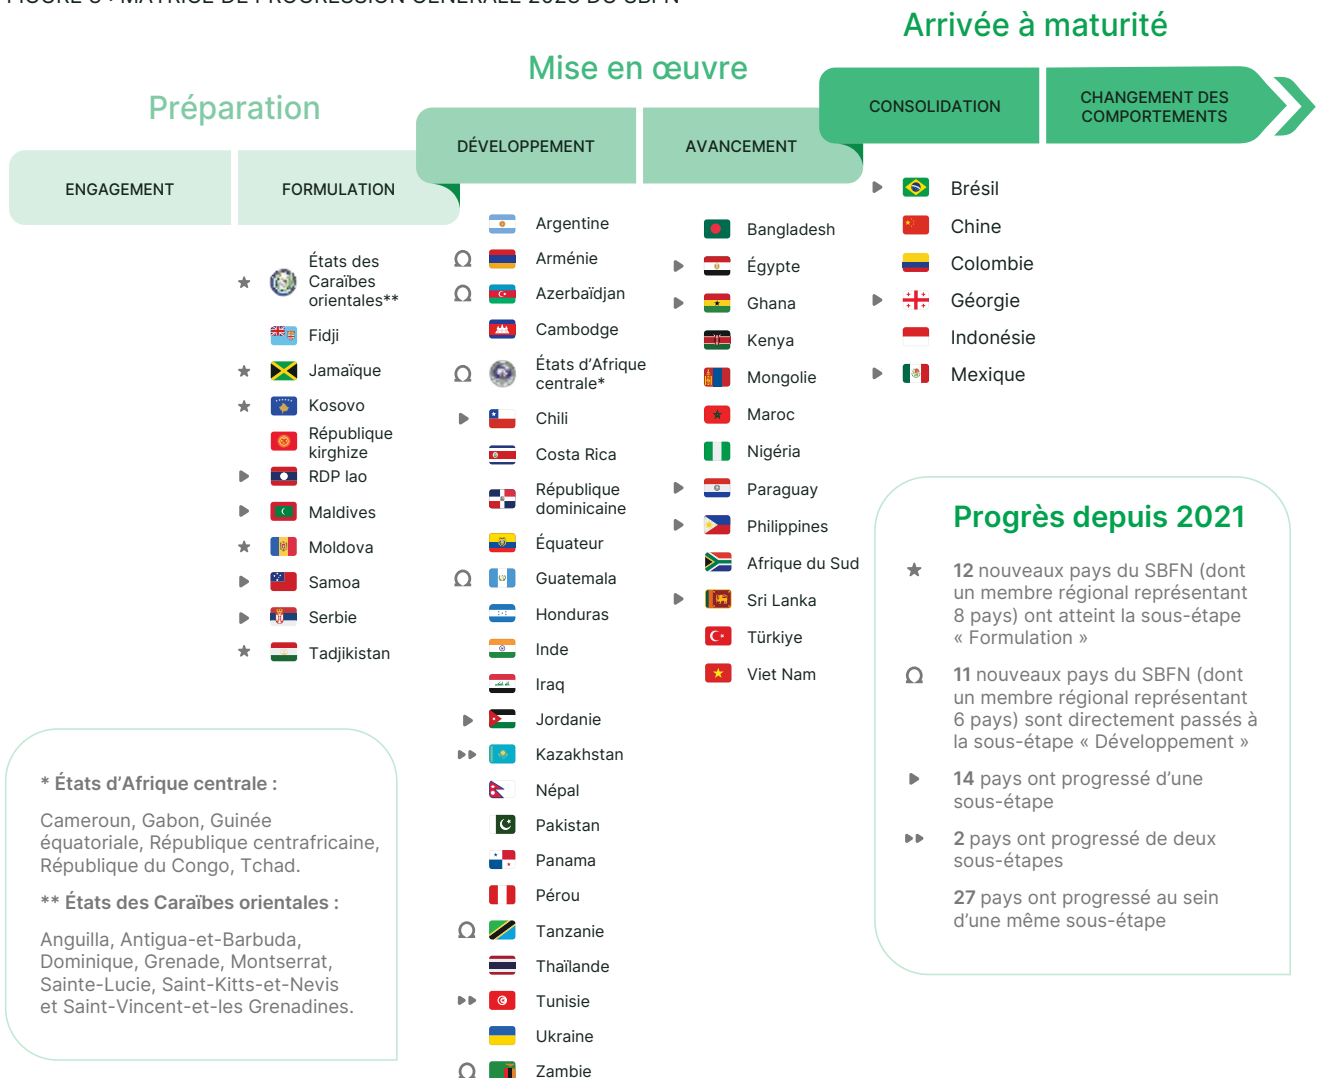 FIGURE 3 : MATRICE DE PROGRESSION GÉNÉRALE 2023 DU SBFN
Préparation
Mise en œuvre
Arrivée à maturité
ENGAGEMENT
FORMULATION
DÉVELOPPEMENT
AVANCEMENT
CONSOLIDATION
CHANGEMENT DES
COMPORTEMENTS
États des
Caraïbes
orientales**
Fidji
Jamaïque
Kosovo
République
kirghize
RDP lao
Maldives
Moldova
Samoa
Serbie
Tadjikistan
Argentine
Arménie
Azerbaïdjan
Cambodge
États d’Afrique
centrale*
Chili
Costa Rica
République
dominicaine
Équateur
Guatemala
Honduras
Inde
Iraq
Jordanie
Kazakhstan
Népal
Pakistan
Panama
Pérou
Tanzanie
Thaïlande
Tunisie
Ukraine
Zambie
Bangladesh
Égypte
Ghana
Kenya
Mongolie
Maroc
Nigéria
Paraguay
Philippines
Afrique du Sud
Sri Lanka
Türkiye
Viet Nam
Brésil
Chine
Colombie
Géorgie
Indonésie
Mexique
Progrès depuis 2021
12 nouveaux pays du SBFN (dont
un membre régional représentant
8 pays) ont atteint la sous-étape
« Formulation »
11 nouveaux pays du SBFN (dont
un membre régional représentant
6 pays) sont directement passés à
la sous-étape « Développement »
14 pays ont progressé d’une
sous-étape
2 pays ont progressé de deux
sous-étapes
27 pays ont progressé au sein
d’une même sous-étape
* États d’Afrique centrale :
Cameroun, Gabon, Guinée
équatoriale, République centrafricaine,
République du Congo, Tchad.
** États des Caraïbes orientales :
Anguilla, Antigua-et-Barbuda,
Dominique, Grenade, Montserrat,
Sainte-Lucie, Saint-Kitts-et-Nevis
et Saint-Vincent-et-les Grenadines.